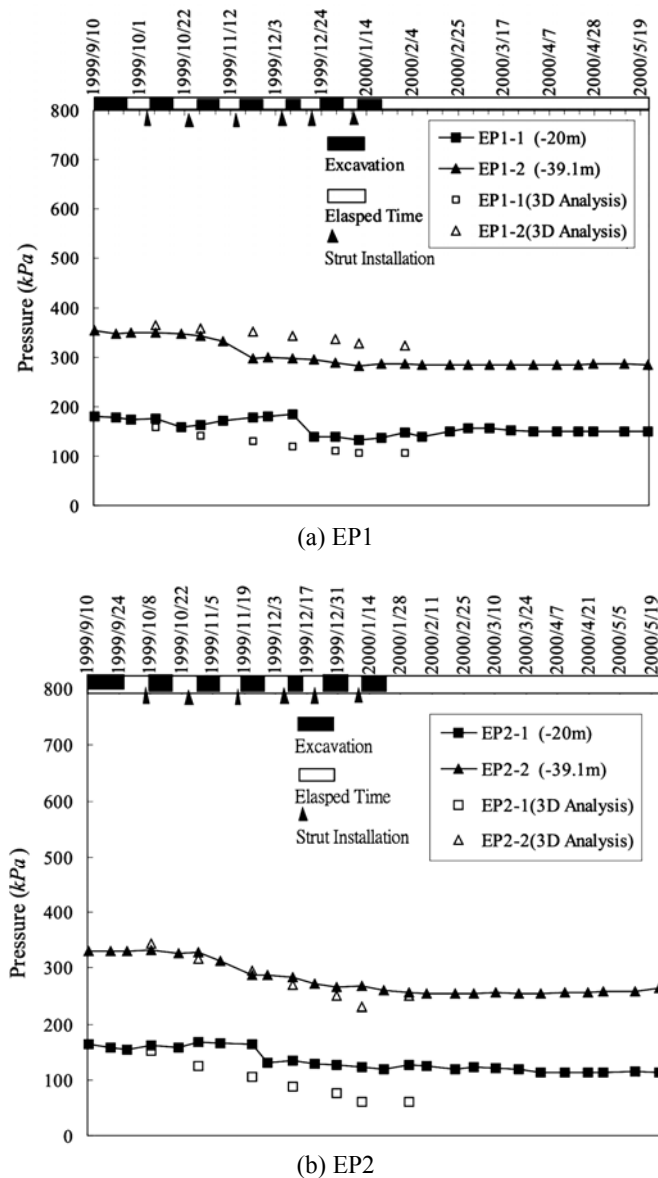 1999/9/10
1999/10/1
1999/10/22
1999/11/12
1999/12/3
1999/12/24
2000/1/14
2000/2/4
2000/2/25
2000/3/17
2000/4/7
2000/4/28
2000/5/19
800
700
600
500
400
300
200
100
0
Pressure (kPa)
Excavation
Elasped Time
Strut Installation
EP1-1 (-20m)
EP1-2 (-39.1m)
EP1-1(3D Analysis)
EP1-2(3D Analysis)
(a) EP1
1999/9/10
1999/9/24
1999/10/8
1999/10/22
1999/11/5
1999/11/19
1999/12/3
1999/12/17
1999/12/31
2000/1/14
2000/1/28
2000/2/11
2000/2/25
2000/3/10
2000/3/24
2000/4/7
2000/4/21
2000/5/5
2000/5/19
800
700
600
500
400
300
200
100
0
Pressure (kPa)
Excavation
Elasped Time
Strut Installation
EP2-1 (-20m)
EP2-2 (-39.1m)
EP2-1(3D Analysis)
EP2-2(3D Analysis)
(b) EP2